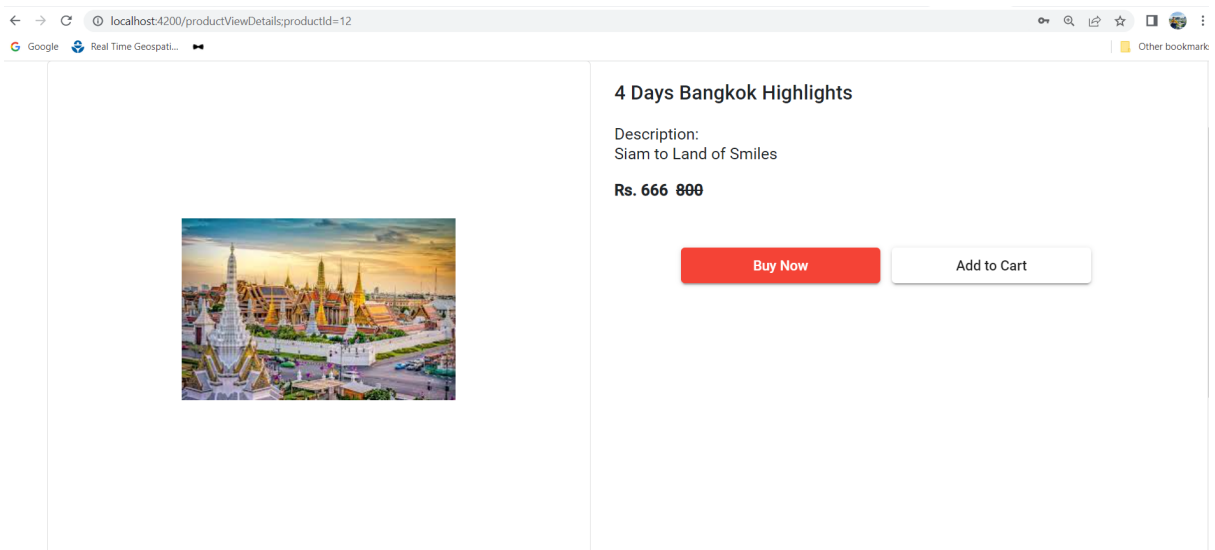 localhost:4200/productViewDetails;productId=12
Google Real Time Geospati... Other bookmarks
4 Days Bangkok Highlights
Description:
Siam to Land of Smiles
Rs. 666 800
Buy Now Add to Cart